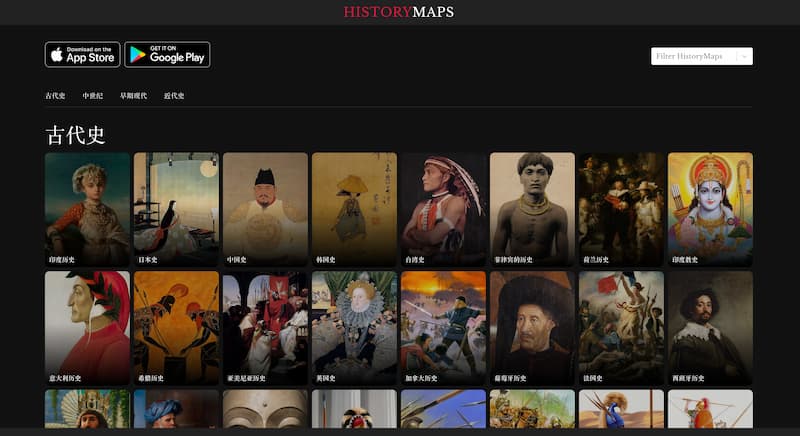 HISTORYMAPS
Download on the
App Store
GET IT ON
Google Play
Filter HistoryMaps
古代史 中世纪 早期现代 近代史
古代史
印度历史 日本史 中国史 韩国史 台湾史 菲律宾的历史 荷兰历史 印度教史
意大利历史 希腊历史 亚美尼亚历史 英国史 加拿大历史 葡萄牙历史 法国史 西班牙历史